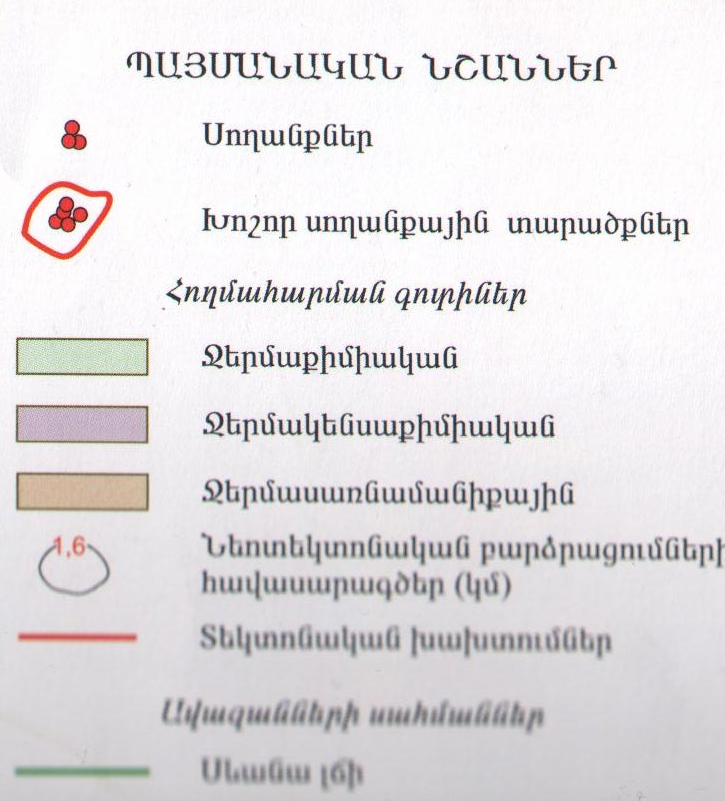 ՊԱՅՄԱՆԱԿԱՆ ՆՇԱՆՆԵՐ
Սողանքներ
Խոշոր սողանքային տարածքներ
Հողմահարման գոտիներ
Ջերմաքիմիական
Ջերմակենսաքիմիական
Ջերմասառնամանիքային
1,6
Նեոտեկտոնական բարձրացումների
հավասարագծեր (կմ)
Տեկտոնական խախտումներ
Ավազանների սահմաններ
Սևանա լճի